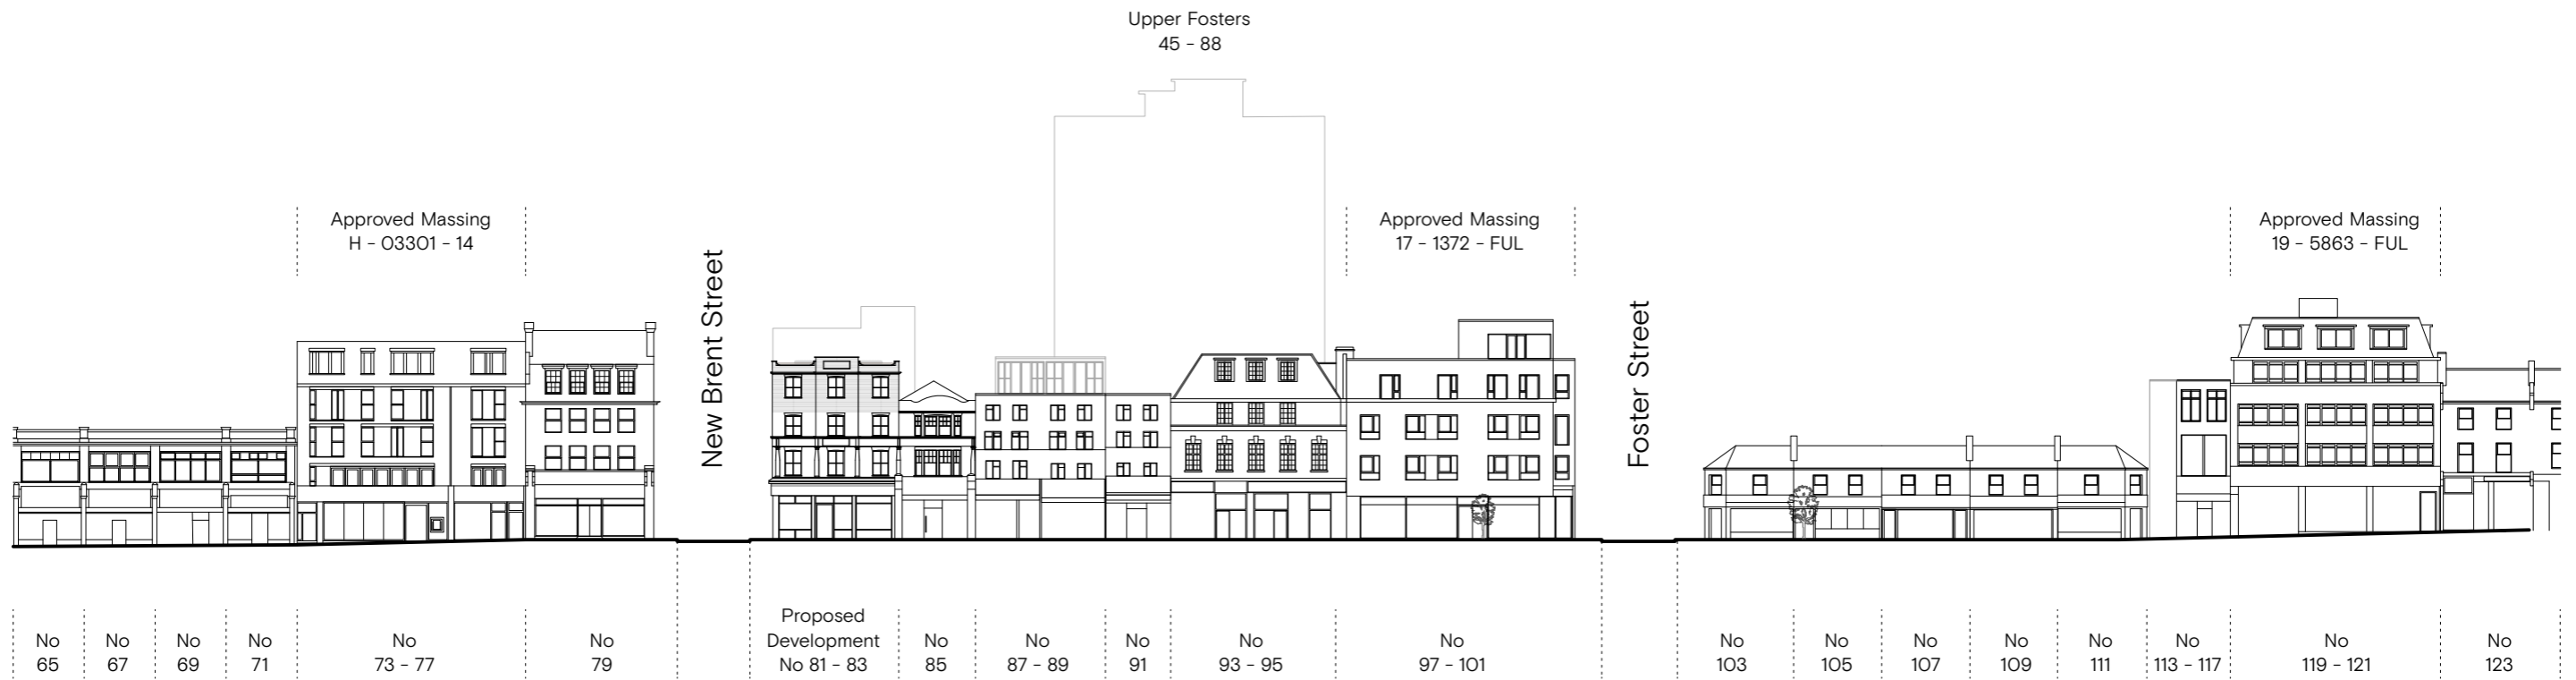 Upper Fosters
45 - 88
Approved Massing
H - 03301 - 14
Approved Massing
17 - 1372 - FUL
Approved Massing
19 - 5863 - FUL
New Brent Street
Foster Street
No
65
No
67
No
69
No
71
No
73 - 77
No
79
Proposed
Development
No 81 - 83
No
85
No
87 - 89
No
91
No
93 - 95
No
97 - 101
No
103
No
105
No
107
No
109
No
111
No
113 - 117
No
119 - 121
No
123